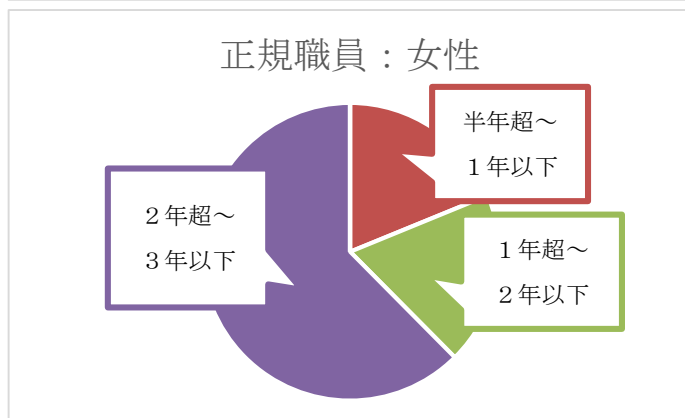 正規職員：女性
半年超～
１年以下
２年超～
３年以下
１年超～
２年以下